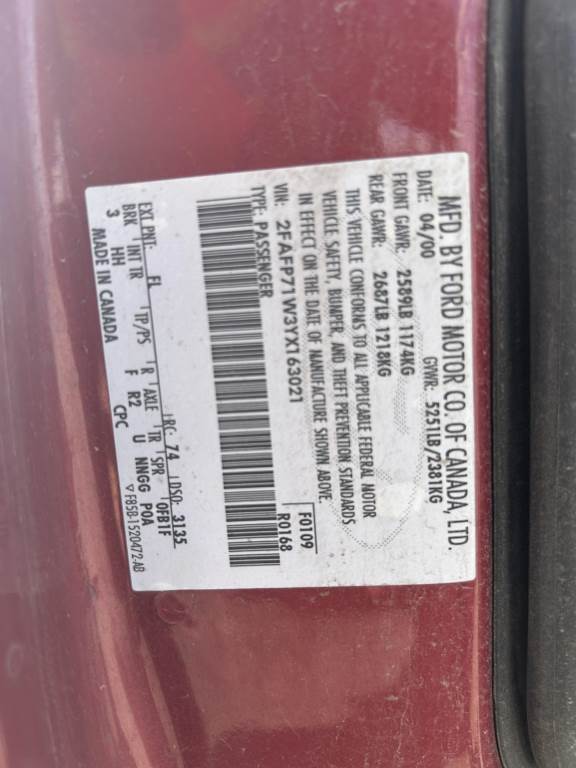 MFD. BY FORD MOTOR CO. OF CANADA, LTD.
DATE: 04/00 GVWR: 5251LB/2381KG
FRONT GAWR: 2589LB 1174KG
REAR GAWR: 2687LB 1218KG
THIS VEHICLE CONFORMS TO ALL APPLICABLE FEDERAL MOTOR
VEHICLE SAFETY, BUMPER, AND THEFT PREVENTION STANDARDS
IN EFFECT ON THE DATE OF MANUFACTURE SHOWN ABOVE.
VIN: 2FAFP71W3YX163021 F0109
TYPE: PASSENGER R0168
EXT PNT: FL RC: 74 DSO: 3135
BRK INT TR TP/PS R AXLE TR SPR 0FB1F
3 HH F R2 U NNGG P0A
MADE IN CANADA CPC ▽F85B-1520472-AB